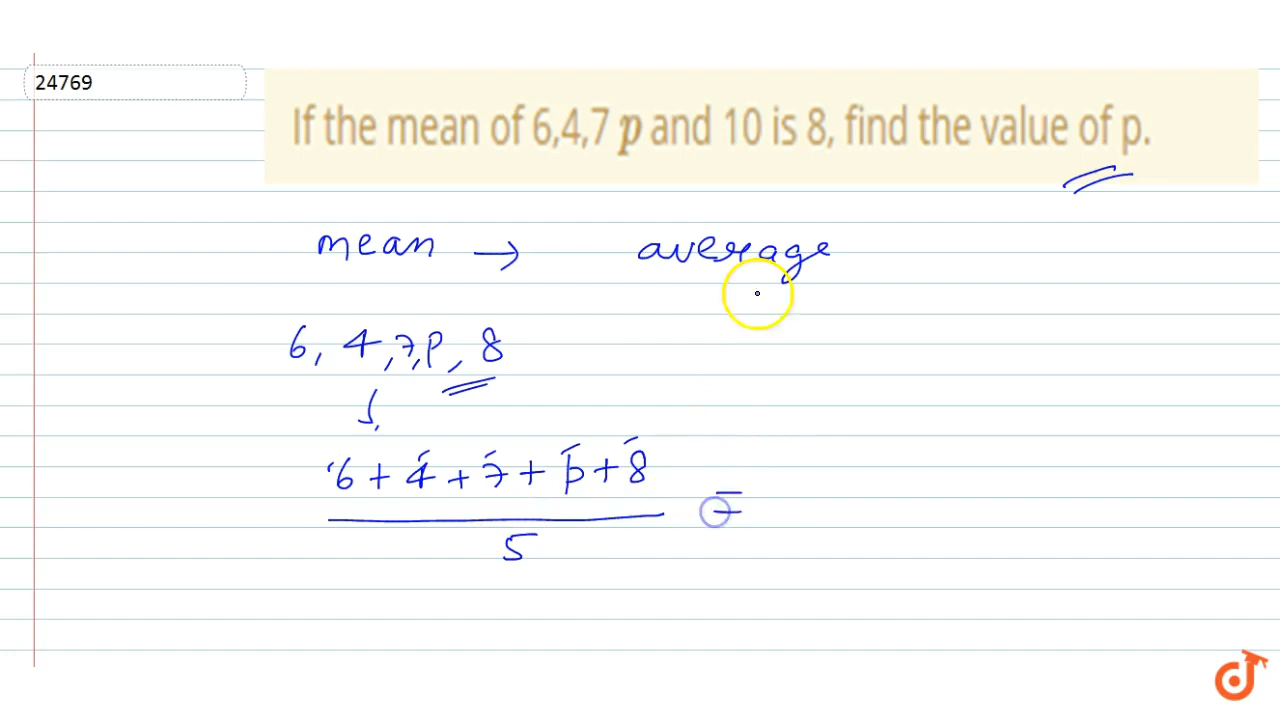 24769
If the mean of 6,4,7 p and 10 is 8, find the value of p.
mean → average
6, 4, 7, p, 8
6 + 4 + 7 + p + 8 =
5